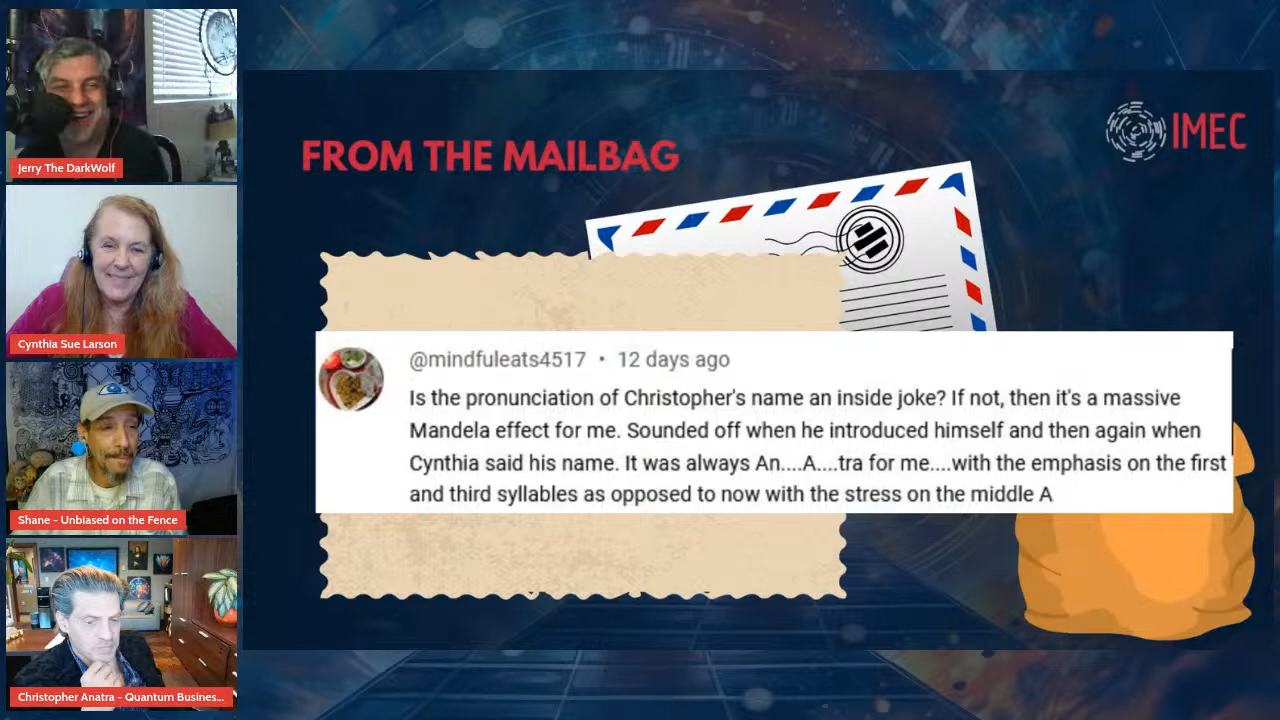 Jerry The DarkWolf
Cynthia Sue Larson
Shane - Unbiased on the Fence
Christopher Anatra - Quantum Busines...
FROM THE MAILBAG
IMEC
@mindfuleats4517 • 12 days ago
Is the pronunciation of Christopher's name an inside joke? If not, then it's a massive
Mandela effect for me. Sounded off when he introduced himself and then again when
Cynthia said his name. It was always An....A....tra for me....with the emphasis on the first
and third syllables as opposed to now with the stress on the middle A